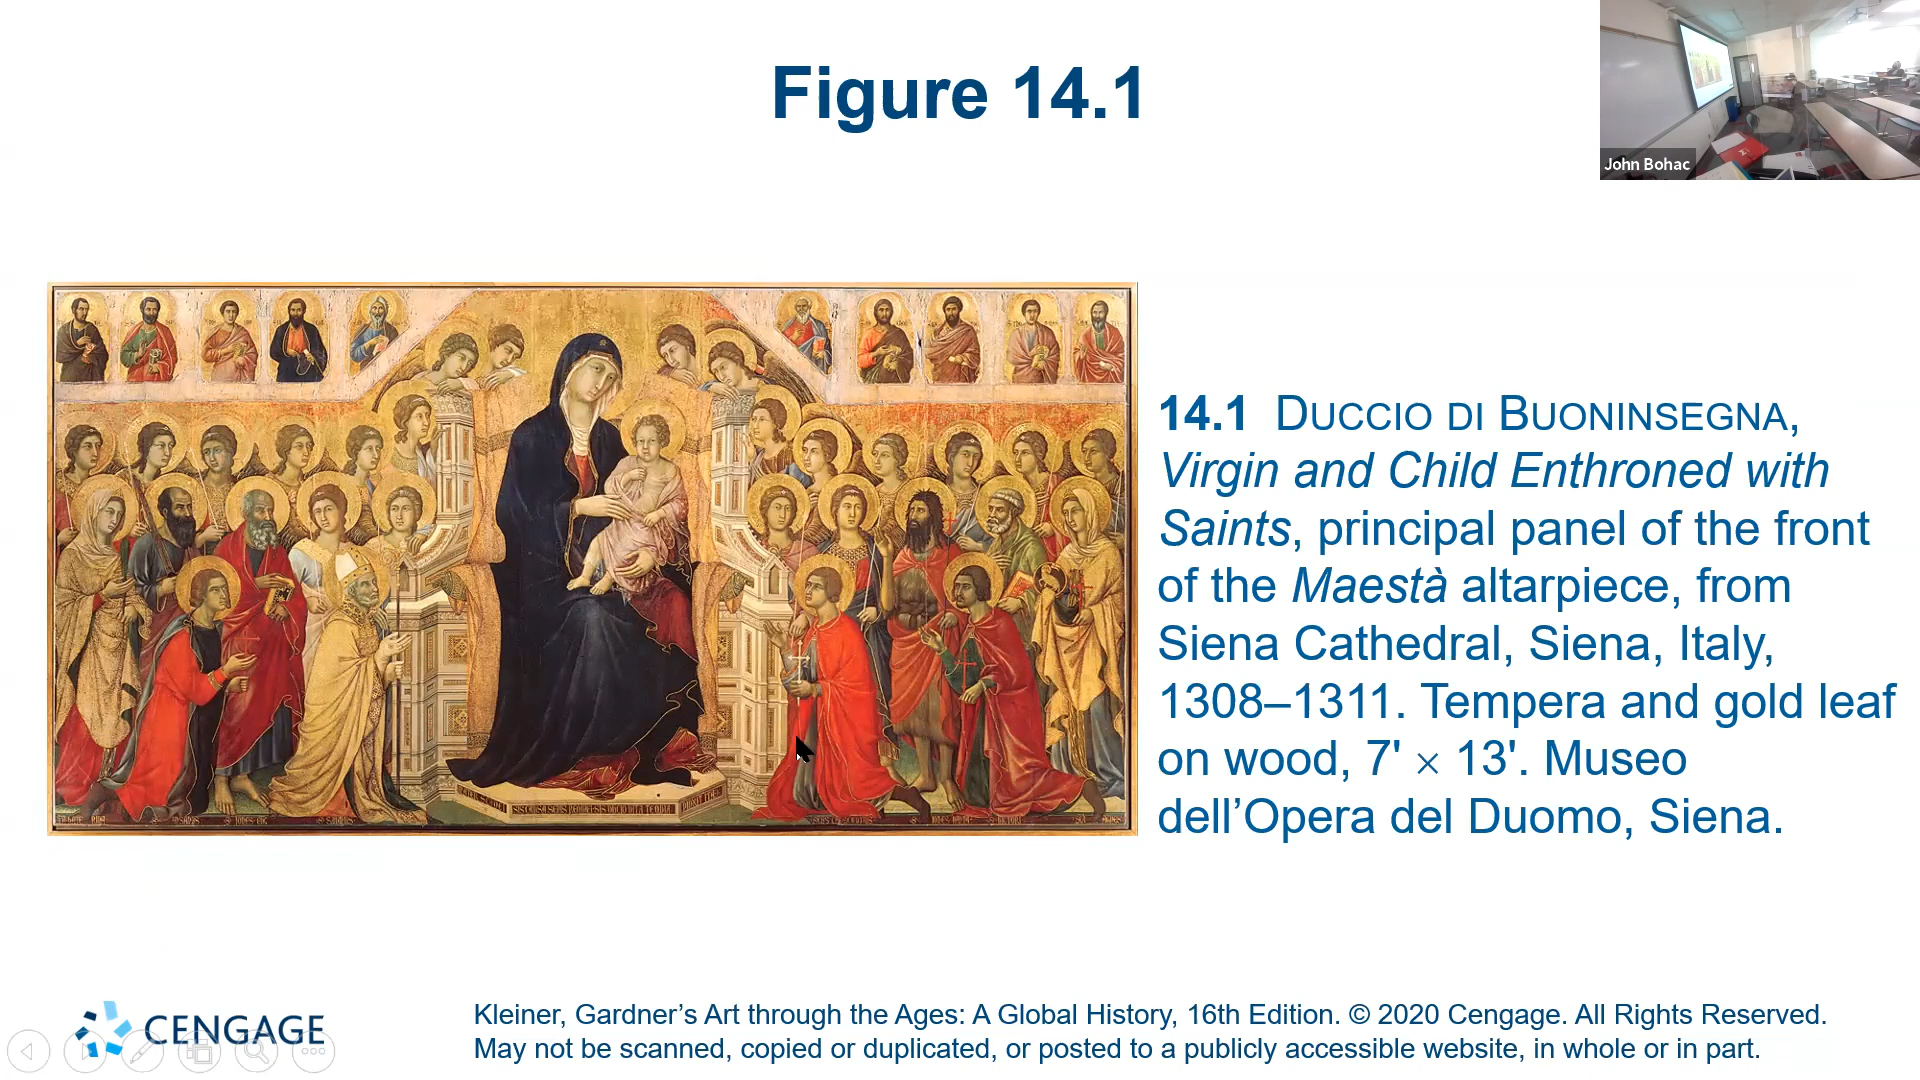 Figure 14.1
John Bohac
14.1 DUCCIO DI BUONINSEGNA,
Virgin and Child Enthroned with
Saints, principal panel of the front
of the Maestà altarpiece, from
Siena Cathedral, Siena, Italy,
1308–1311. Tempera and gold leaf
on wood, 7' × 13'. Museo
dell’Opera del Duomo, Siena.
CENGAGE
Kleiner, Gardner’s Art through the Ages: A Global History, 16th Edition. © 2020 Cengage. All Rights Reserved.
May not be scanned, copied or duplicated, or posted to a publicly accessible website, in whole or in part.